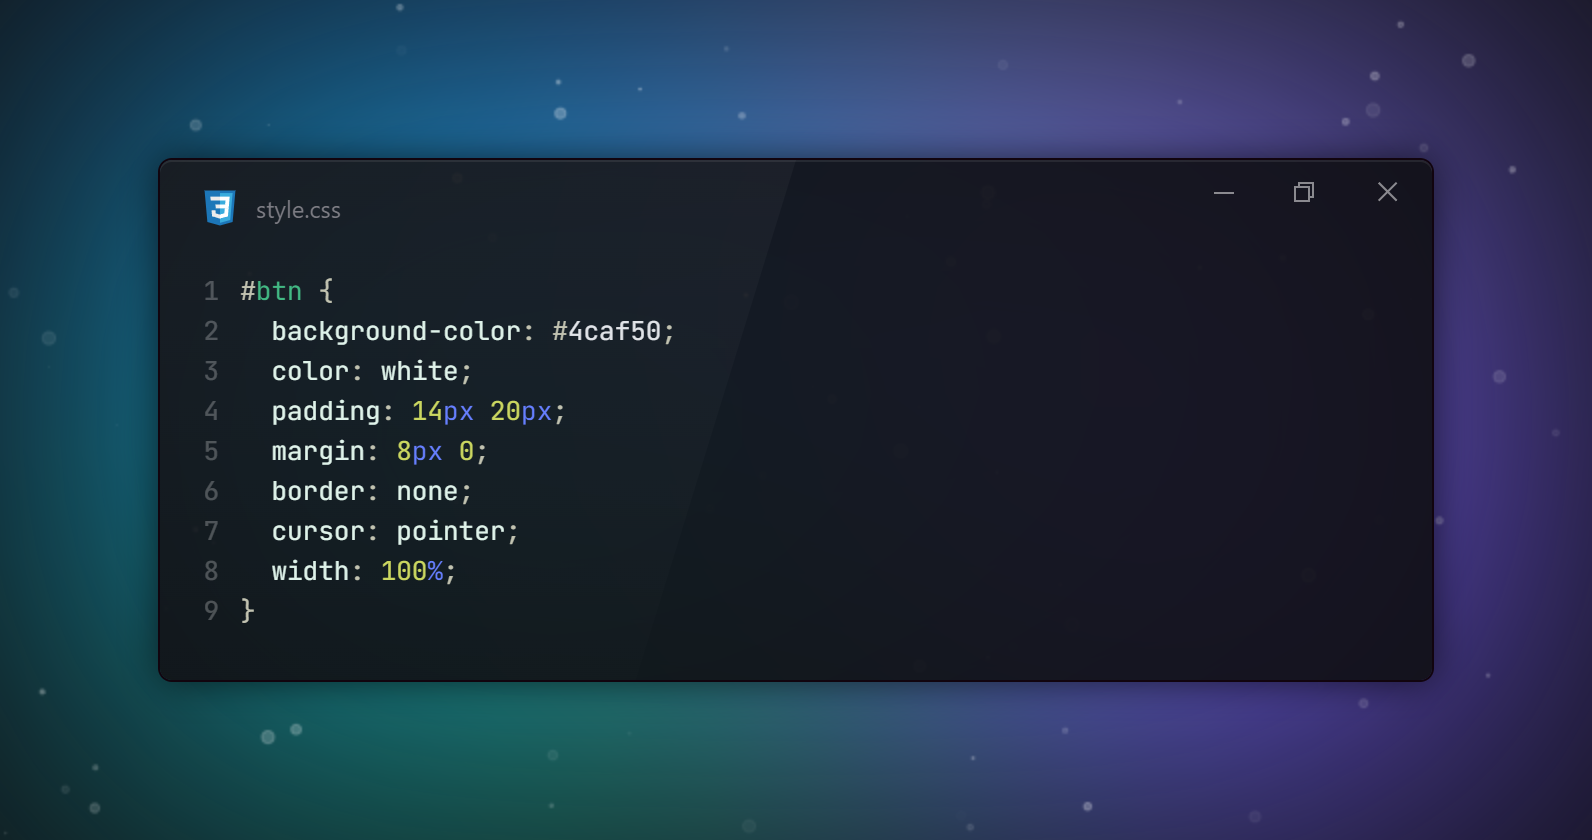 style.css
1 #btn {
2   background-color: #4caf50;
3   color: white;
4   padding: 14px 20px;
5   margin: 8px 0;
6   border: none;
7   cursor: pointer;
8   width: 100%;
9 }